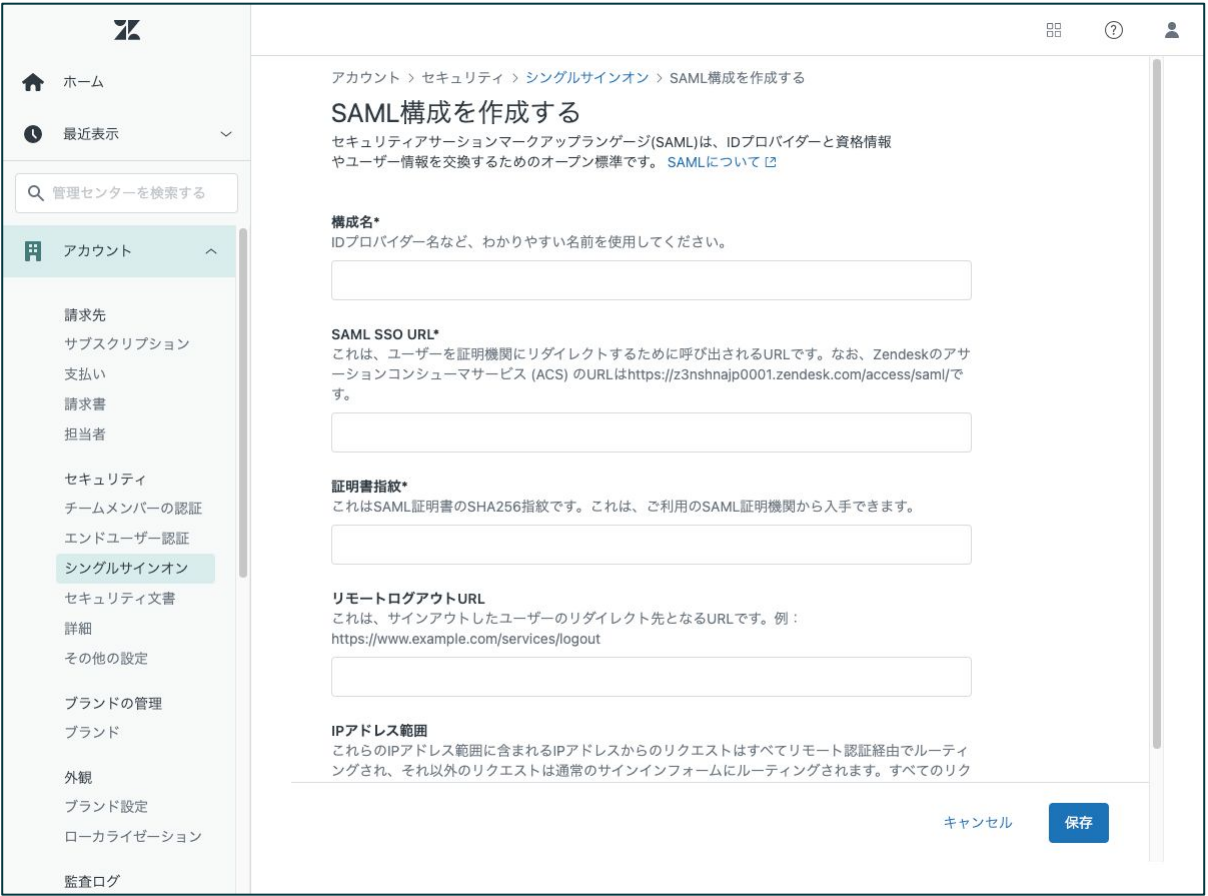 ホーム
最近表示
管理センターを検索する
アカウント
請求先
サブスクリプション
支払い
請求書
担当者
セキュリティ
チームメンバーの認証
エンドユーザー認証
シングルサインオン
セキュリティ文書
詳細
その他の設定
ブランドの管理
ブランド
外観
ブランド設定
ローカライゼーション
監査ログ
アカウント > セキュリティ > シングルサインオン > SAML構成を作成する
SAML構成を作成する
セキュリティアサーションマークアップランゲージ(SAML)は、IDプロバイダーと資格情報
やユーザー情報を交換するためのオープン標準です。 SAMLについて
構成名*
IDプロバイダー名など、わかりやすい名前を使用してください。
SAML SSO URL*
これは、ユーザーを証明機関にリダイレクトするために呼び出されるURLです。なお、Zendeskのアサ
ーションコンシューマサービス (ACS) のURLはhttps://z3nshnajp0001.zendesk.com/access/saml/で
す。
証明書指紋*
これはSAML証明書のSHA256指紋です。これは、ご利用のSAML証明機関から入手できます。
リモートログアウトURL
これは、サインアウトしたユーザーのリダイレクト先となるURLです。例：
https://www.example.com/services/logout
IPアドレス範囲
これらのIPアドレス範囲に含まれるIPアドレスからのリクエストはすべてリモート認証経由でルーティ
ングされ、それ以外のリクエストは通常のサインインフォームにルーティングされます。すべてのリク
キャンセル
保存